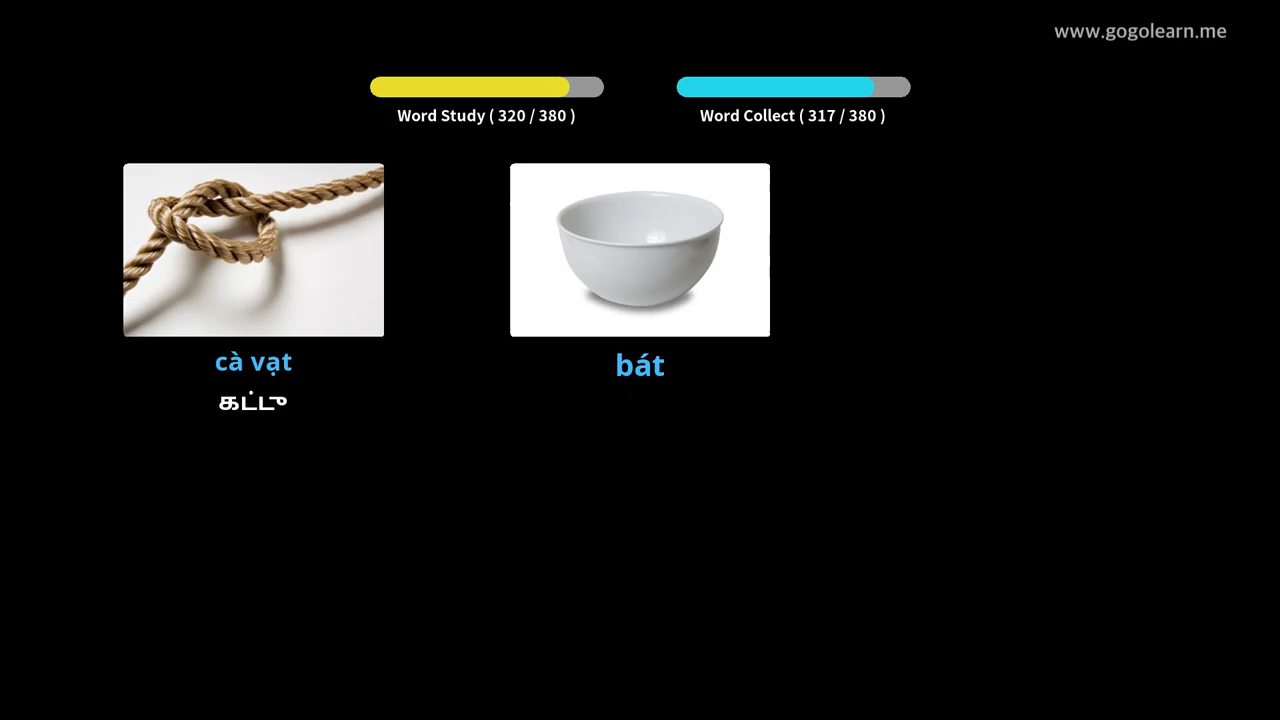 www.gogolearn.me
Word Study ( 320 / 380 )
Word Collect ( 317 / 380 )
cà vạt
கட்டு
bát